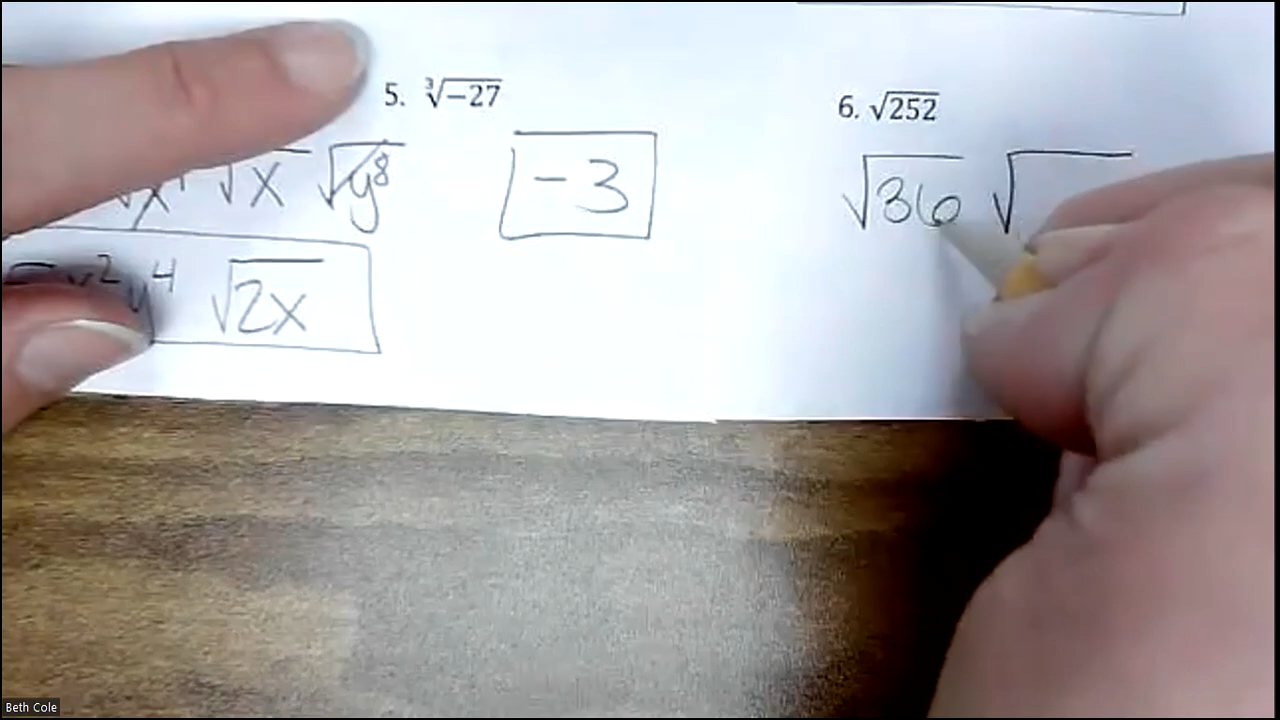 5. ∛−27
6. √252
√x √y⁸
-3
√36 √
y⁴ √2x
Beth Cole